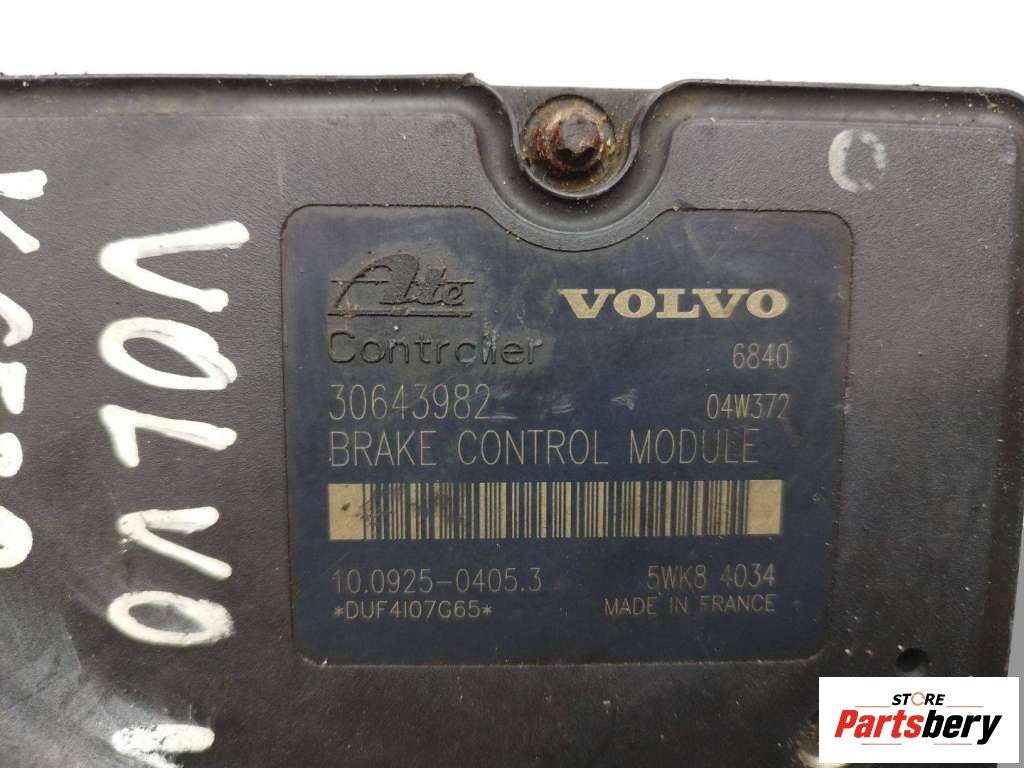 Ate VOLVO
Controller 6840
30643982 04W372
BRAKE CONTROL MODULE
10.0925-0405.3 5WK8 4034
*DUF4I07G65* MADE IN FRANCE
VOLVO
STORE
Partsbery